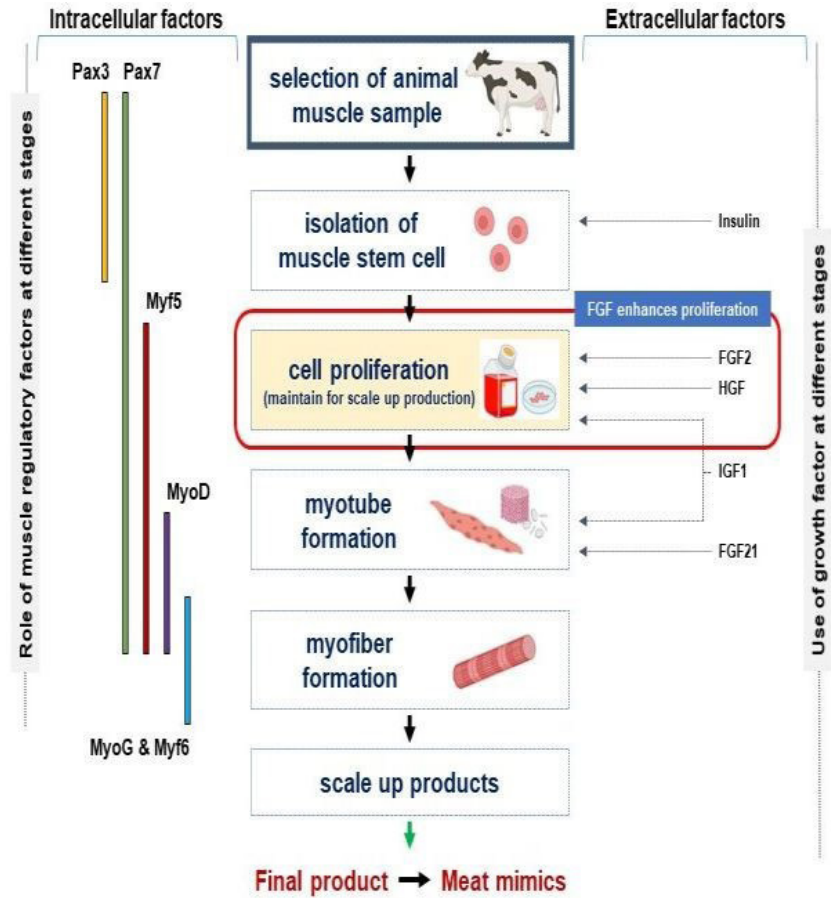 Intracellular factors
Extracellular factors
Pax3 Pax7
selection of animal
muscle sample
Role of muscle regulatory factors at different stages
Use of growth factor at different stages
isolation of
muscle stem cell
Insulin
Myf5
FGF enhances proliferation
cell proliferation
(maintain for scale up production)
FGF2
HGF
IGF1
MyoD
myotube
formation
FGF21
myofiber
formation
MyoG & Myf6
scale up products
Final product
Meat mimics